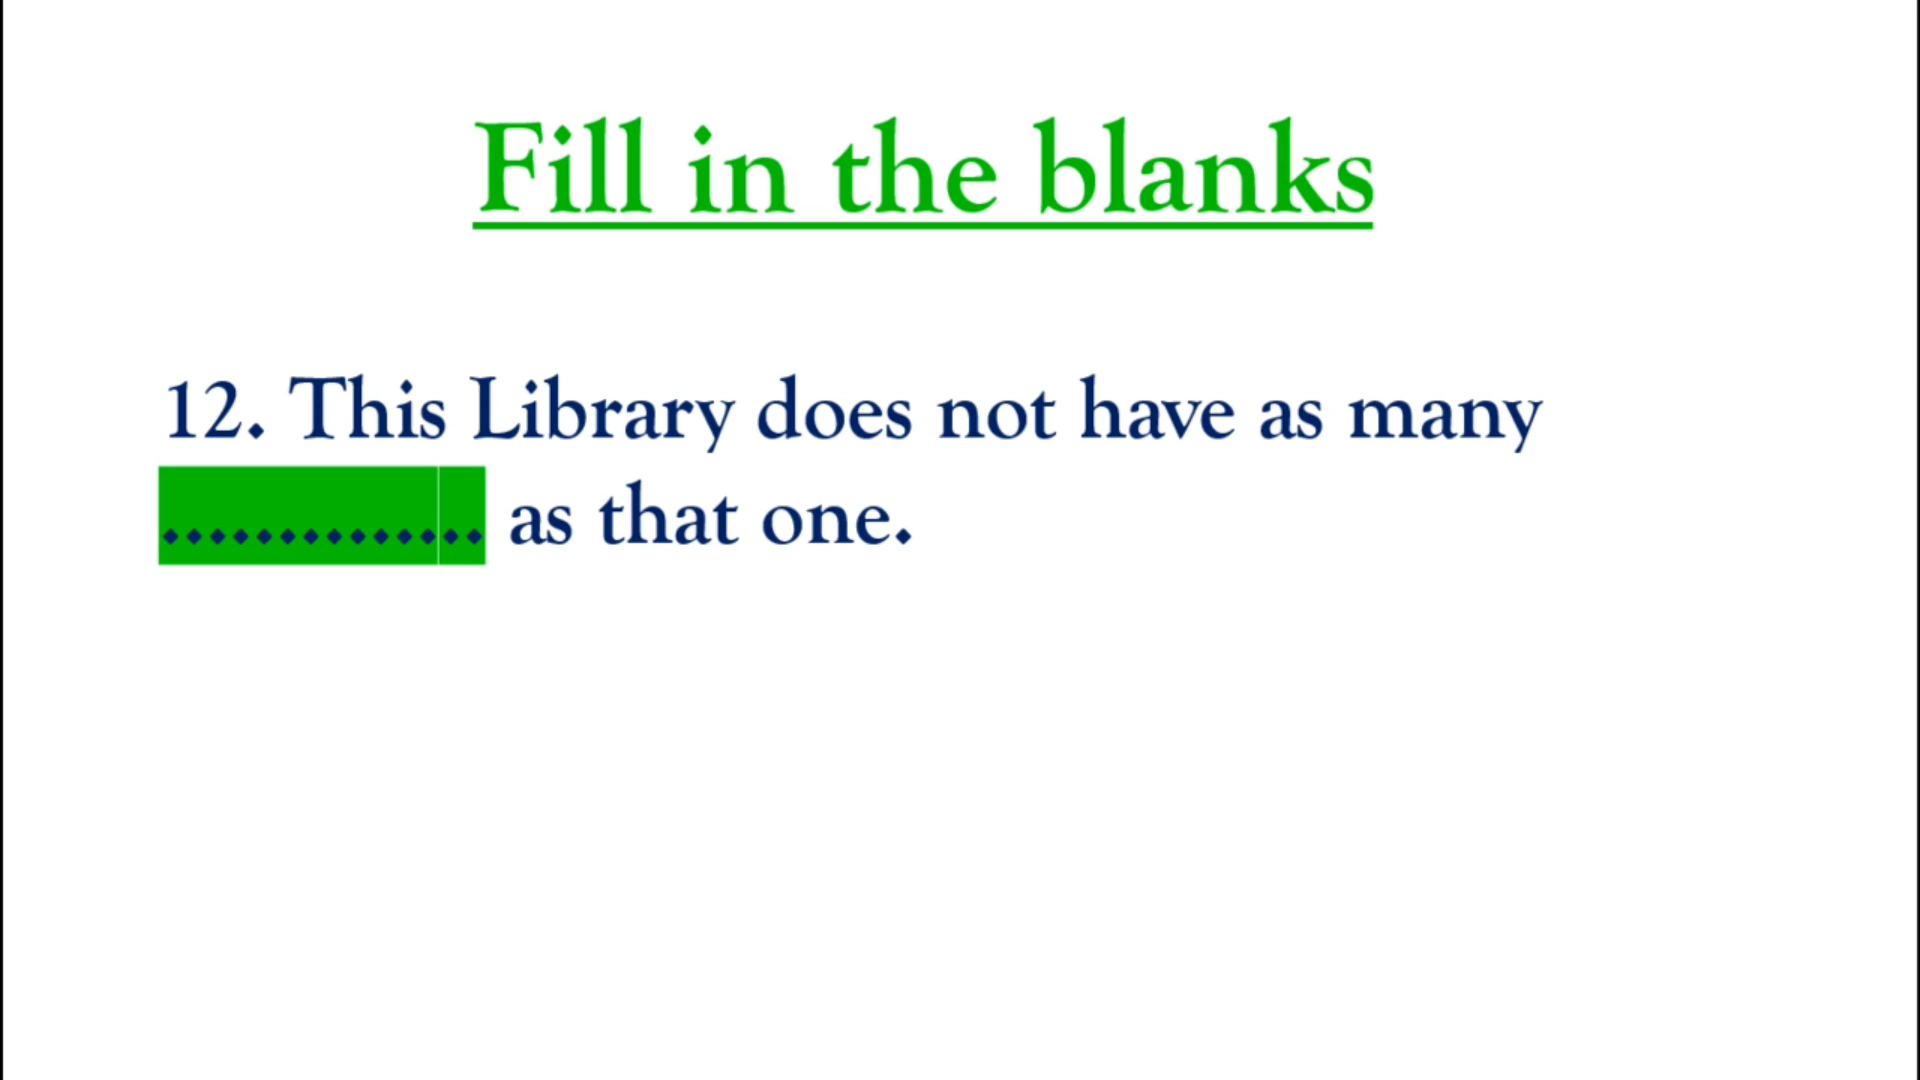 Fill in the blanks
12. This Library does not have as many
.............. as that one.